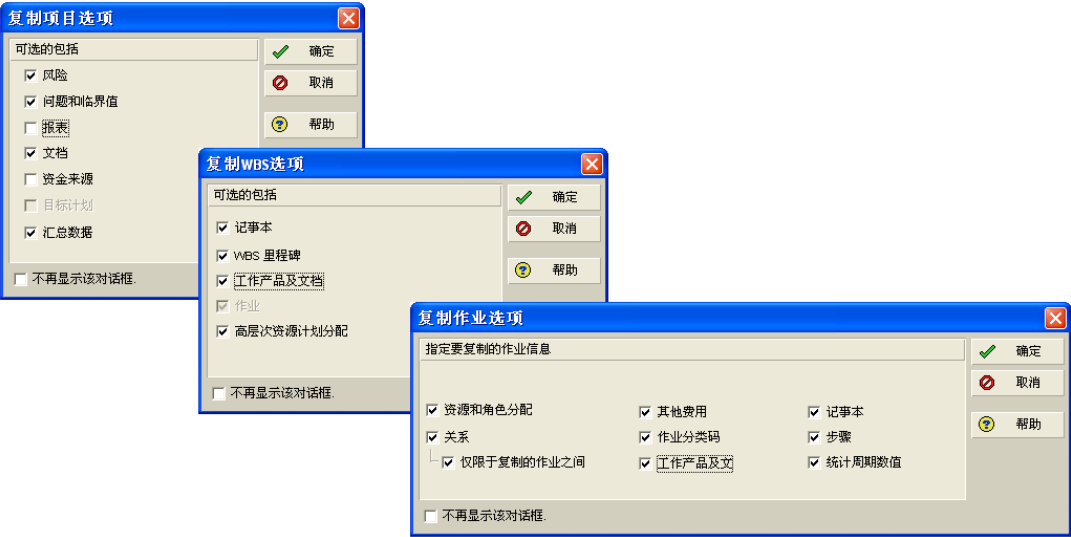 复制项目选项
可选的包括
确定
风险
取消
问题和临界值
报表
帮助
文档
资金来源
目标计划
汇总数据
不再显示该对话框.
复制WBS选项
可选的包括
确定
记事本
取消
WBS 里程碑
帮助
工作产品及文档
作业
高层次资源计划分配
不再显示该对话框.
复制作业选项
指定要复制的作业信息
确定
取消
资源和角色分配 其他费用 记事本
帮助
关系 作业分类码 步骤
仅限于复制的作业之间 工作产品及文 统计周期数值
不再显示该对话框.